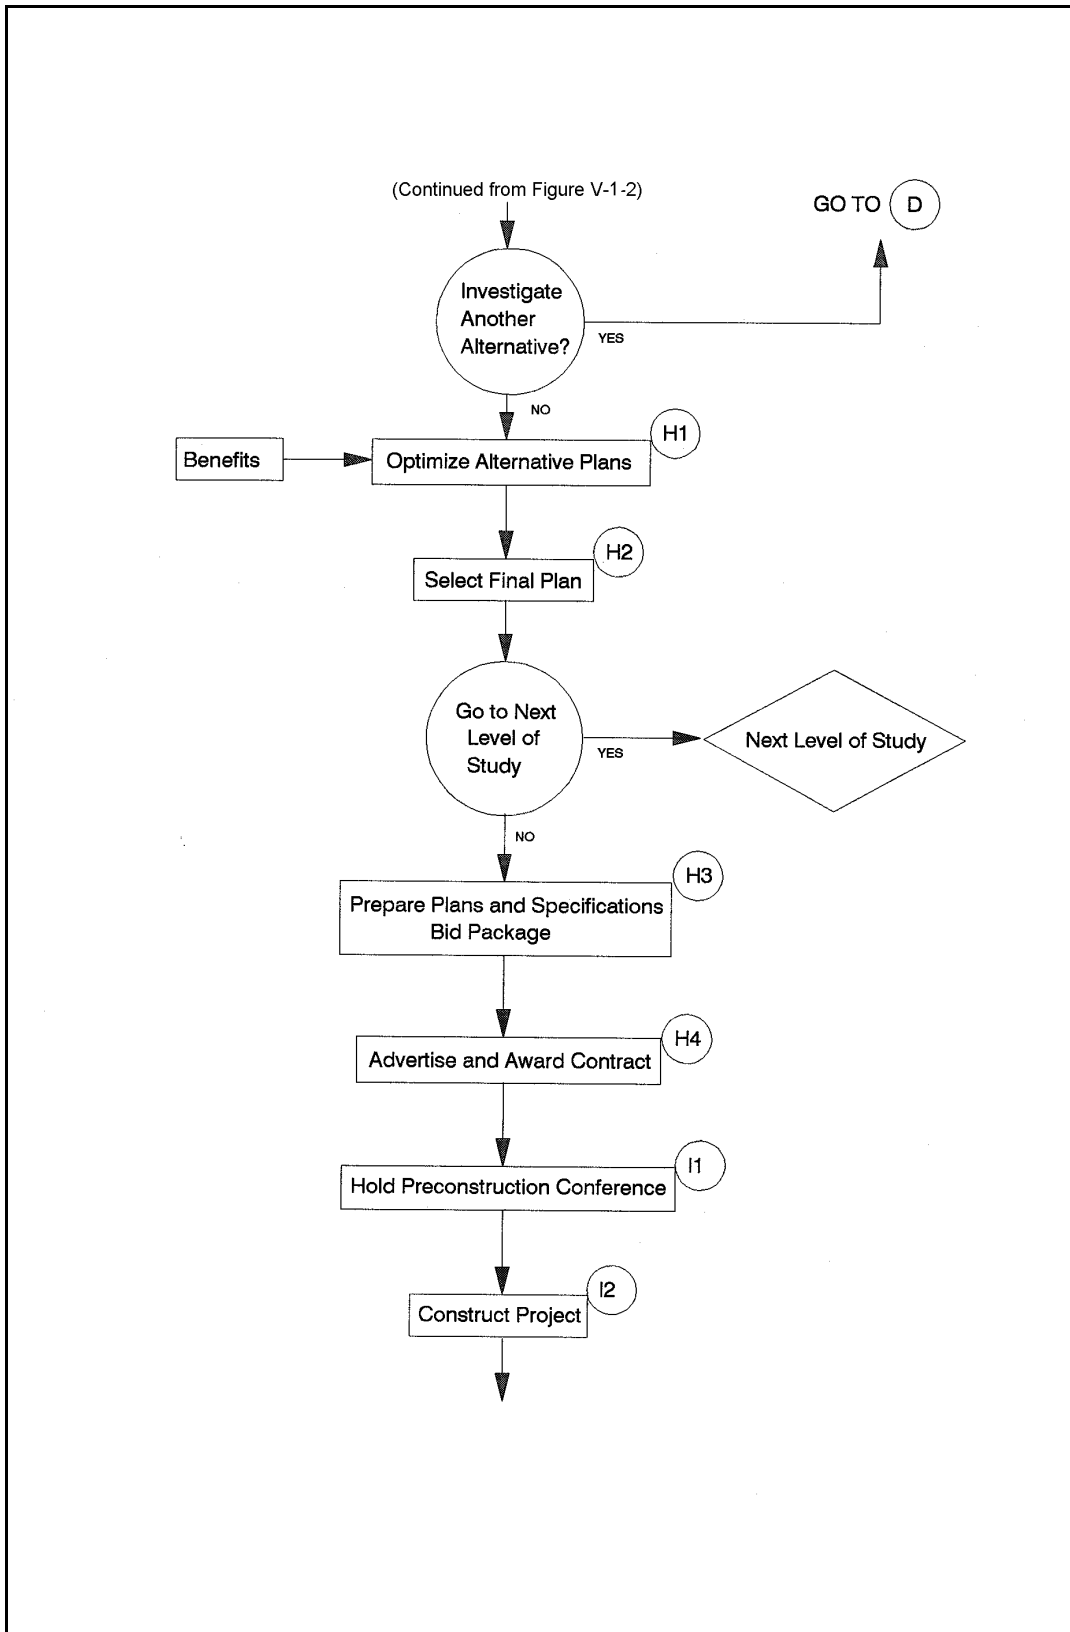 (Continued from Figure V-1-2)
GO TO D
Investigate
Another
Alternative?
YES
NO
H1
Benefits
Optimize Alternative Plans
H2
Select Final Plan
Go to Next
Level of
Study
YES
Next Level of Study
NO
H3
Prepare Plans and Specifications
Bid Package
H4
Advertise and Award Contract
I1
Hold Preconstruction Conference
I2
Construct Project